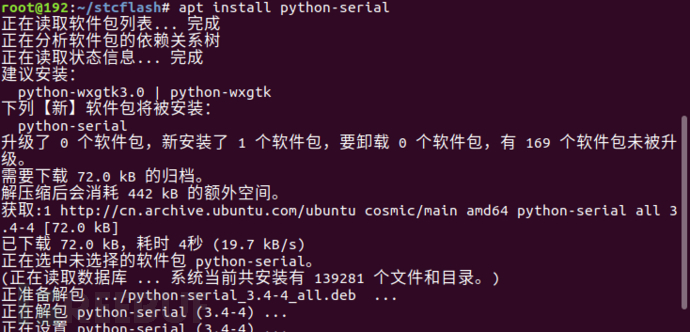 root@192:~/stcflash# apt install python-serial
正在读取软件包列表... 完成
正在分析软件包的依赖关系树
正在读取状态信息... 完成
建议安装：
  python-wxgtk3.0 | python-wxgtk
下列【新】软件包将被安装：
  python-serial
升级了 0 个软件包，新安装了 1 个软件包，要卸载 0 个软件包，有 169 个软件包未被升
级。
需要下载 72.0 kB 的归档。
解压缩后会消耗 442 kB 的额外空间。
获取:1 http://cn.archive.ubuntu.com/ubuntu cosmic/main amd64 python-serial all 3
.4-4 [72.0 kB]
已下载 72.0 kB，耗时 4秒 (19.7 kB/s)
正在选中未选择的软件包 python-serial。
(正在读取数据库 ... 系统当前共安装有 139281 个文件和目录。)
正准备解包 .../python-serial_3.4-4_all.deb  ...
正在解包 python-serial (3.4-4) ...
正在设置 python-serial (3.4-4) ...